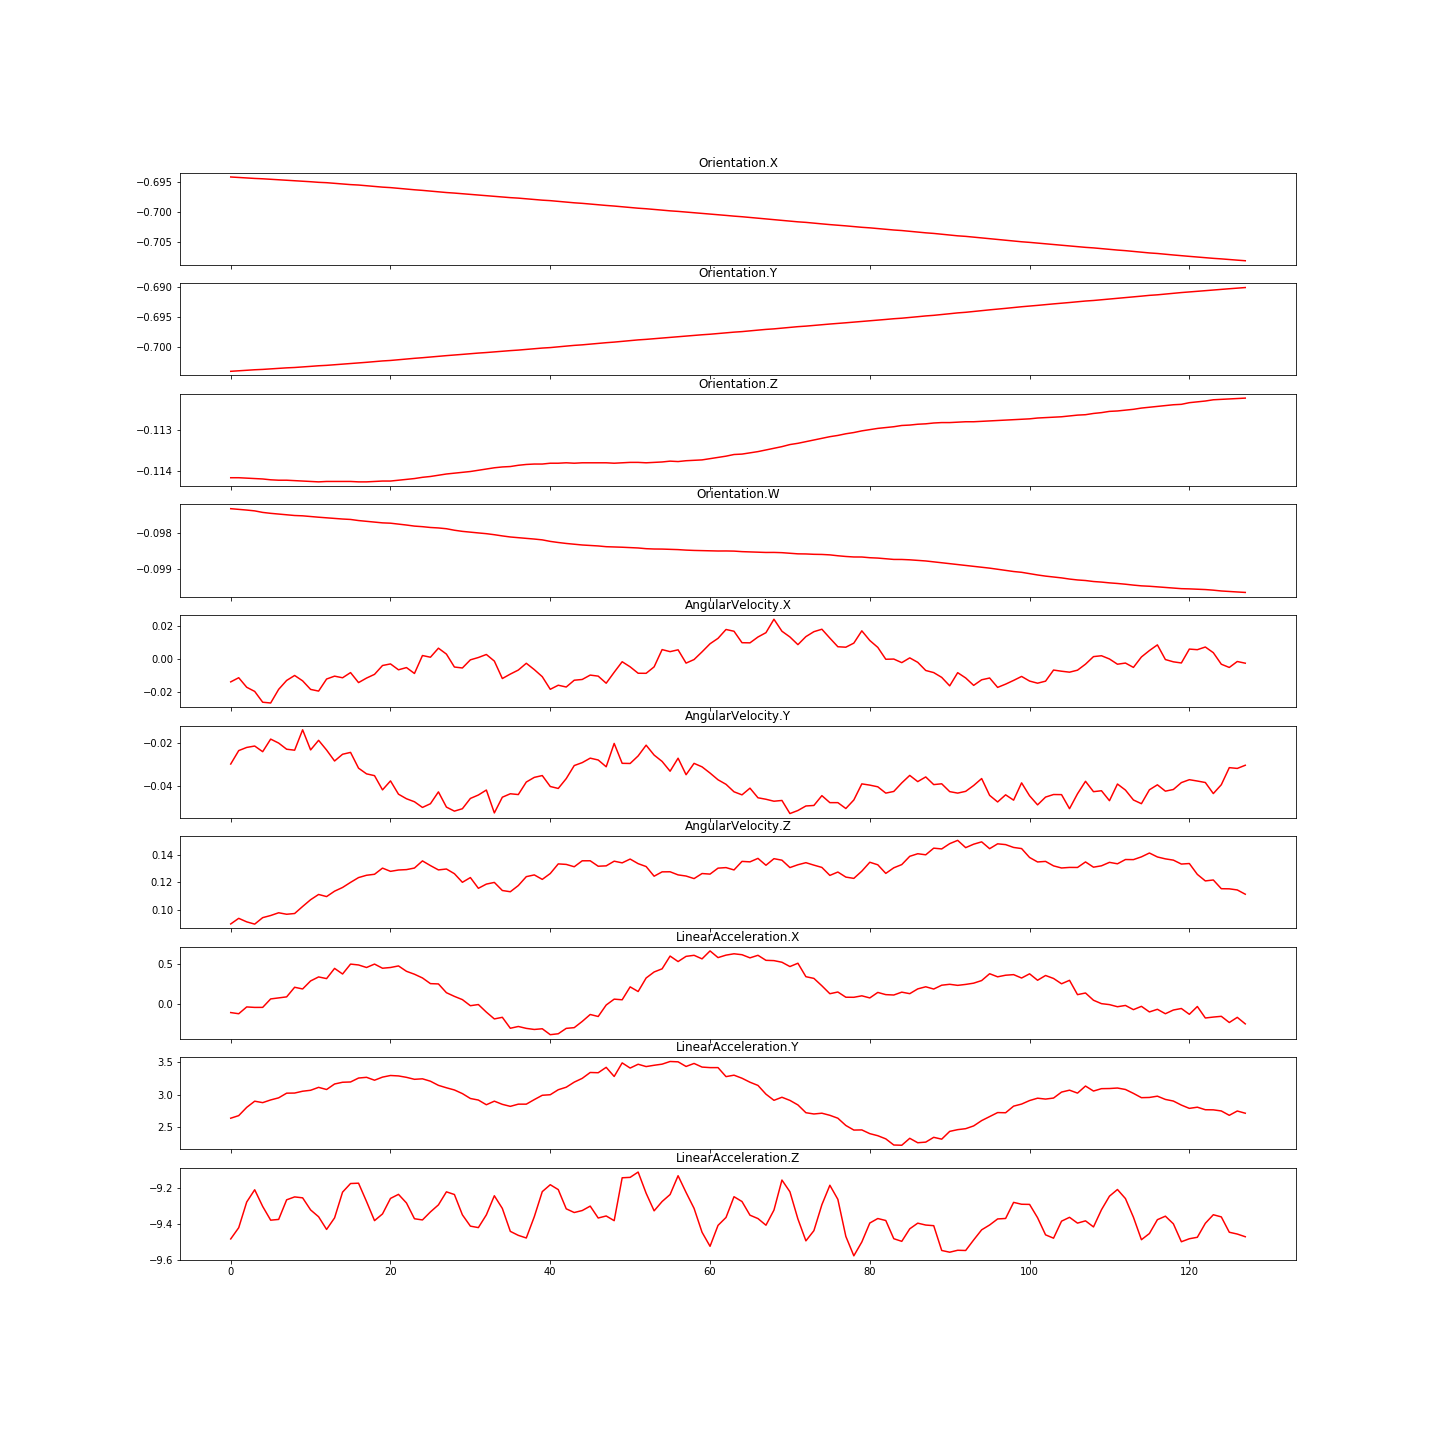 Orientation.X
−0.695
−0.700
−0.705
Orientation.Y
−0.690
−0.695
−0.700
Orientation.Z
−0.113
−0.114
Orientation.W
−0.098
−0.099
AngularVelocity.X
0.02
0.00
−0.02
AngularVelocity.Y
−0.02
−0.04
AngularVelocity.Z
0.14
0.12
0.10
LinearAcceleration.X
0.5
0.0
LinearAcceleration.Y
3.5
3.0
2.5
LinearAcceleration.Z
−9.2
−9.4
−9.6
0 20 40 60 80 100 120